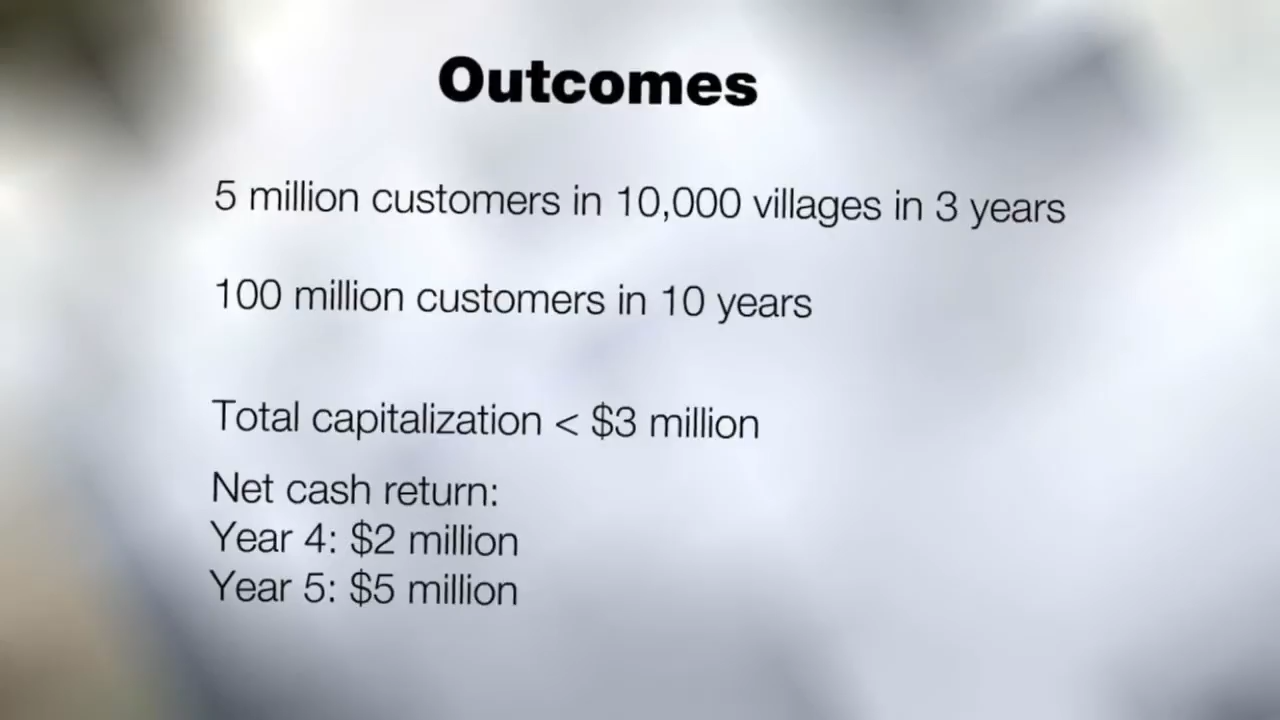 Outcomes
5 million customers in 10,000 villages in 3 years
100 million customers in 10 years
Total capitalization < $3 million
Net cash return:
Year 4: $2 million
Year 5: $5 million